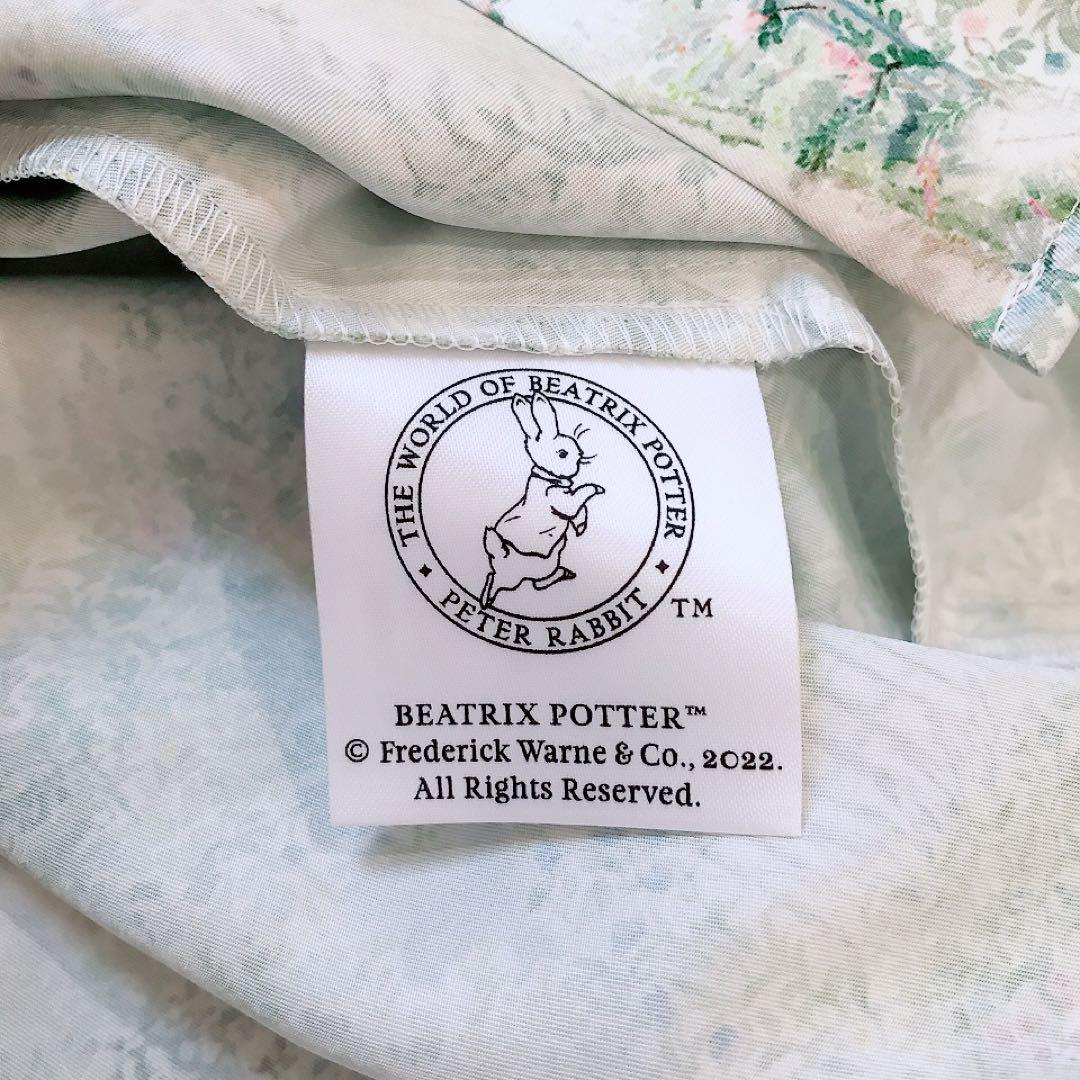 THE WORLD OF BEATRIX POTTER
PETER RABBIT
TM
BEATRIX POTTER™
© Frederick Warne & Co., 2022.
All Rights Reserved.